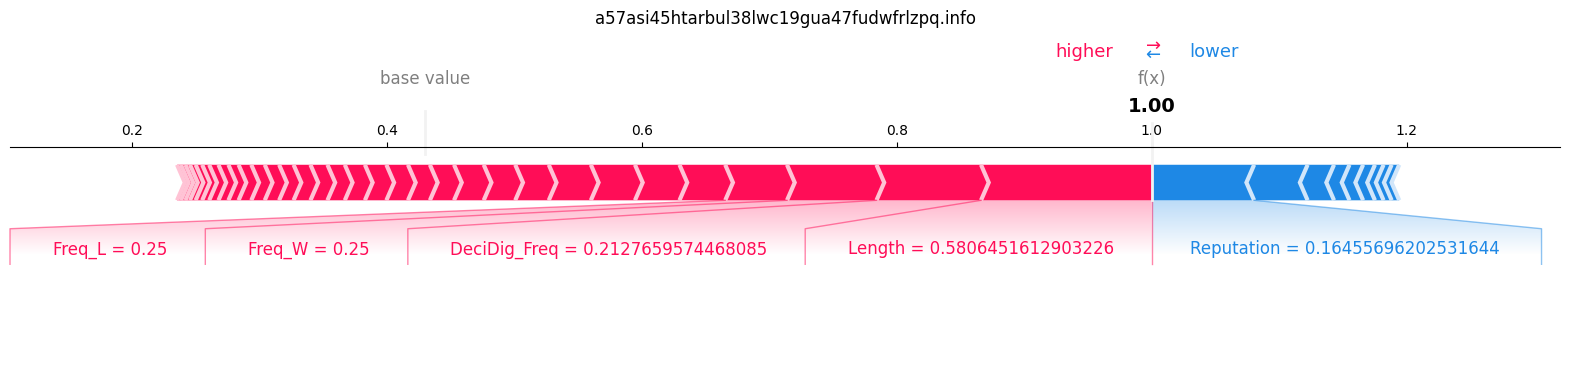 a57asi45htarbul38lwc19gua47fudwfrlzpq.info
higher ⇄ lower
base value f(x)
1.00
0.2 0.4 0.6 0.8 1.0 1.2
Freq_L = 0.25 Freq_W = 0.25 DeciDig_Freq = 0.2127659574468085 Length = 0.5806451612903226 Reputation = 0.16455696202531644